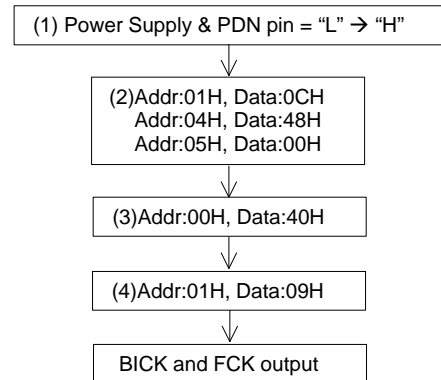 (1) Power Supply & PDN pin = “L” → “H”
(2)Addr:01H, Data:0CH
Addr:04H, Data:48H
Addr:05H, Data:00H
(3)Addr:00H, Data:40H
(4)Addr:01H, Data:09H
BICK and FCK output